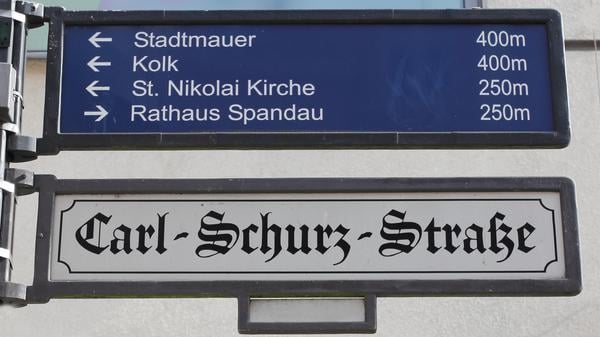 ← Stadtmauer 400m
← Kolk 400m
← St. Nikolai Kirche 250m
→ Rathaus Spandau 250m
Carl-Schurz-Straße